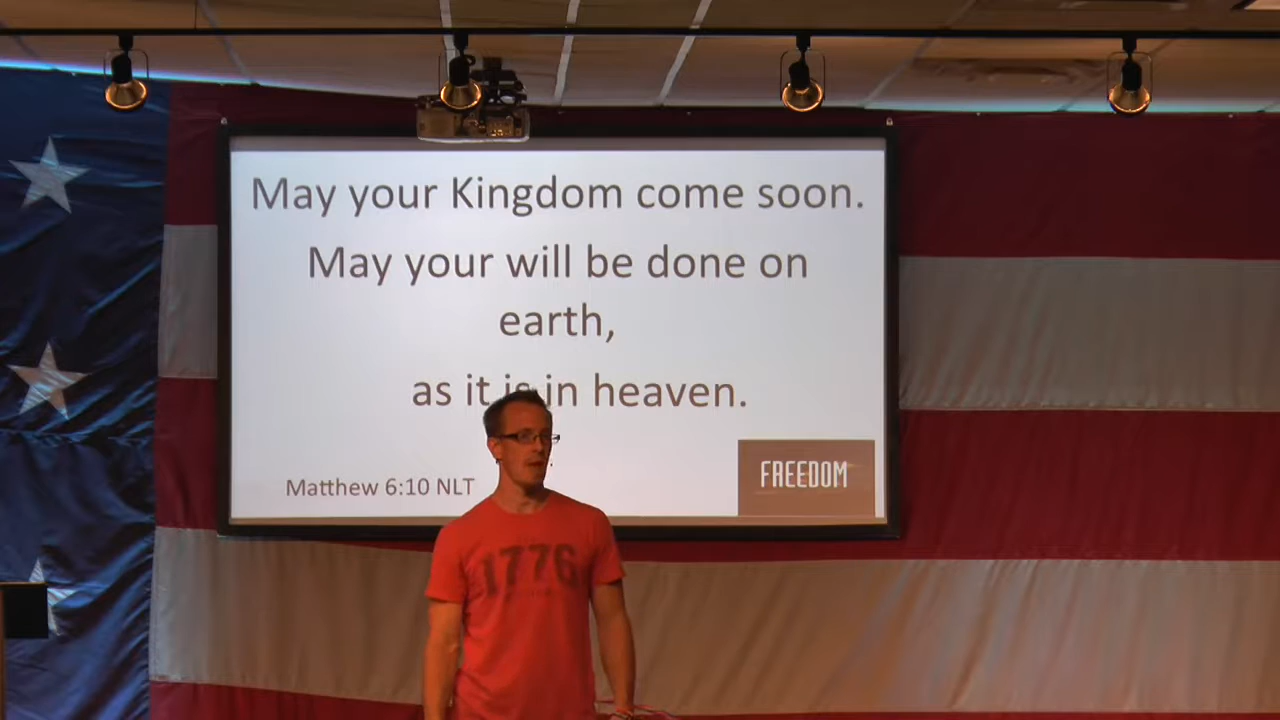 May your Kingdom come soon.
May your will be done on
earth,
as it is in heaven.
Matthew 6:10 NLT
FREEDOM
1776